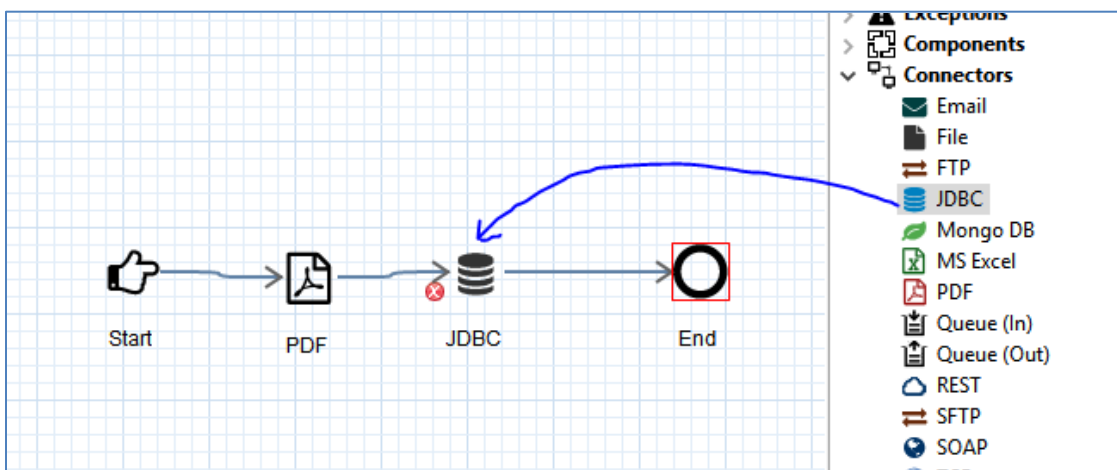 Exceptions
Components
Connectors
Email
File
FTP
JDBC
Mongo DB
MS Excel
PDF
Queue (In)
Queue (Out)
REST
SFTP
SOAP
Start
PDF
JDBC
End